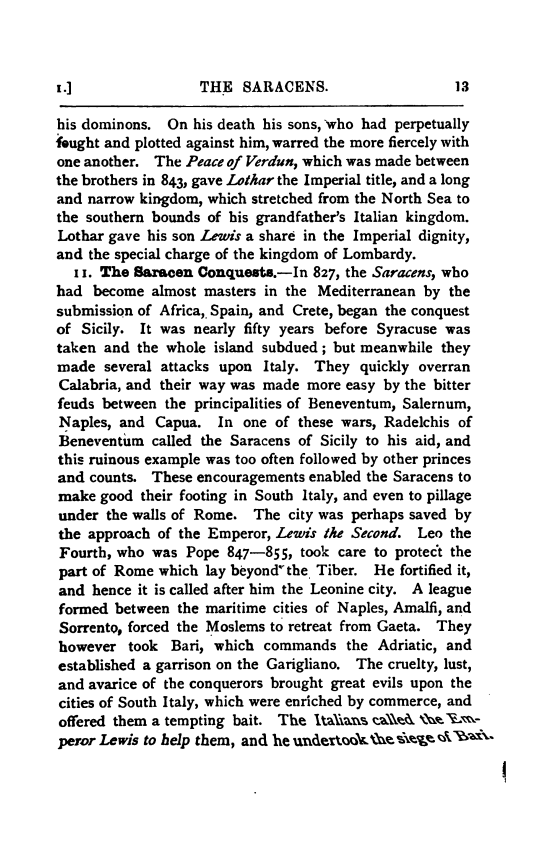 I.] THE SARACENS. 13
his dominons. On his death his sons, who had perpetually
fought and plotted against him, warred the more fiercely with
one another. The Peace of Verdun, which was made between
the brothers in 843, gave Lothar the Imperial title, and a long
and narrow kingdom, which stretched from the North Sea to
the southern bounds of his grandfather's Italian kingdom.
Lothar gave his son Lewis a share in the Imperial dignity,
and the special charge of the kingdom of Lombardy.
11. The Saracen Conquests.—In 827, the Saracens, who
had become almost masters in the Mediterranean by the
submission of Africa, Spain, and Crete, began the conquest
of Sicily. It was nearly fifty years before Syracuse was
taken and the whole island subdued; but meanwhile they
made several attacks upon Italy. They quickly overran
Calabria, and their way was made more easy by the bitter
feuds between the principalities of Beneventum, Salernum,
Naples, and Capua. In one of these wars, Radelchis of
Beneventum called the Saracens of Sicily to his aid, and
this ruinous example was too often followed by other princes
and counts. These encouragements enabled the Saracens to
make good their footing in South Italy, and even to pillage
under the walls of Rome. The city was perhaps saved by
the approach of the Emperor, Lewis the Second. Leo the
Fourth, who was Pope 847—855, took care to protect the
part of Rome which lay beyond the Tiber. He fortified it,
and hence it is called after him the Leonine city. A league
formed between the maritime cities of Naples, Amalfi, and
Sorrento, forced the Moslems to retreat from Gaeta. They
however took Bari, which commands the Adriatic, and
established a garrison on the Garigliano. The cruelty, lust,
and avarice of the conquerors brought great evils upon the
cities of South Italy, which were enriched by commerce, and
offered them a tempting bait. The Italians called the Em-
peror Lewis to help them, and he undertook the siege of Bari.